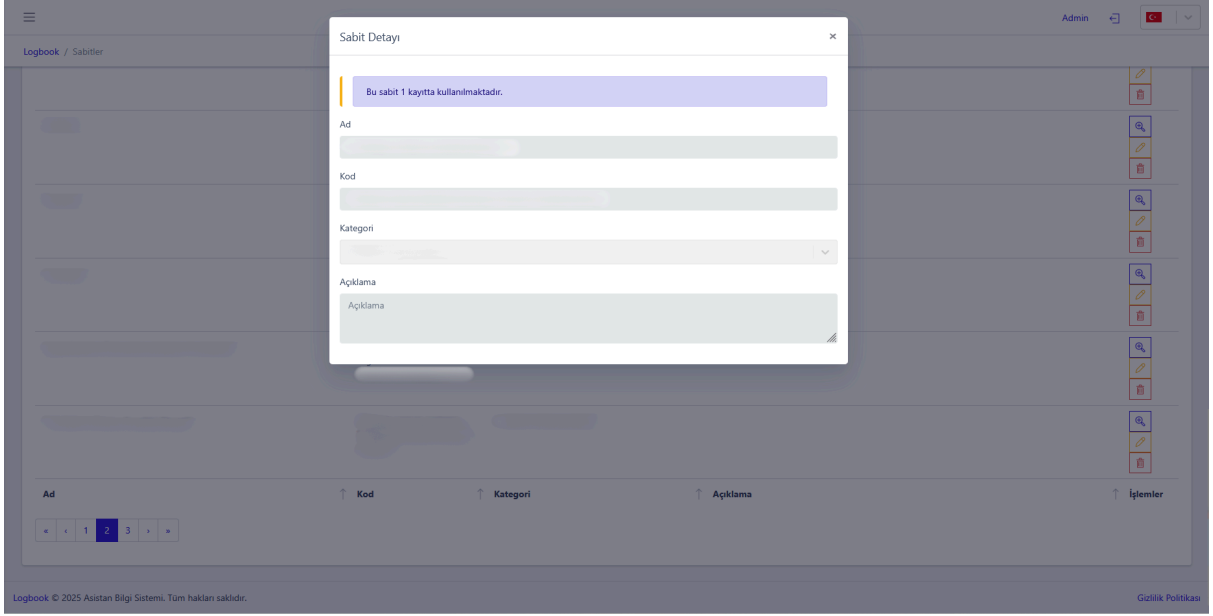 Admin
Logbook / Sabitler
Sabit Detayı
×
Bu sabit 1 kayıtta kullanılmaktadır.
Ad
Kod
Kategori
Açıklama
Açıklama
Ad ↑ Kod ↑ Kategori ↑ Açıklama ↑ İşlemler
« ‹ 1 2 3 › »
Logbook © 2025 Asistan Bilgi Sistemi. Tüm hakları saklıdır.
Gizlilik Politikası